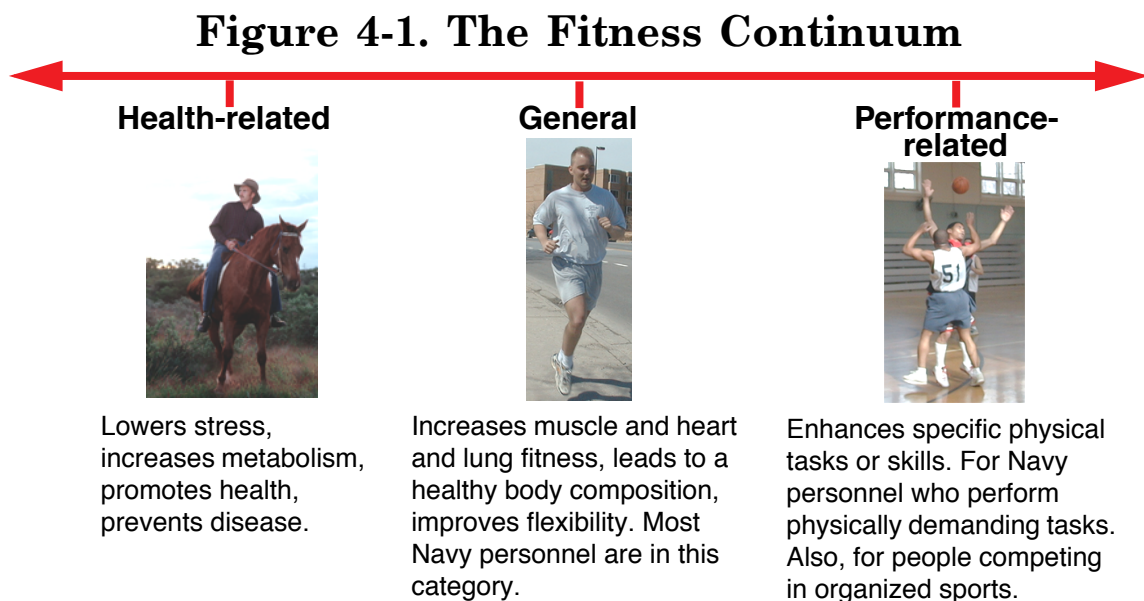 Figure 4-1. The Fitness Continuum
Health-related
General
Performance-
related
51
Lowers stress,
increases metabolism,
promotes health,
prevents disease.
Increases muscle and heart
and lung fitness, leads to a
healthy body composition,
improves flexibility. Most
Navy personnel are in this
category.
Enhances specific physical
tasks or skills. For Navy
personnel who perform
physically demanding tasks.
Also, for people competing
in organized sports.